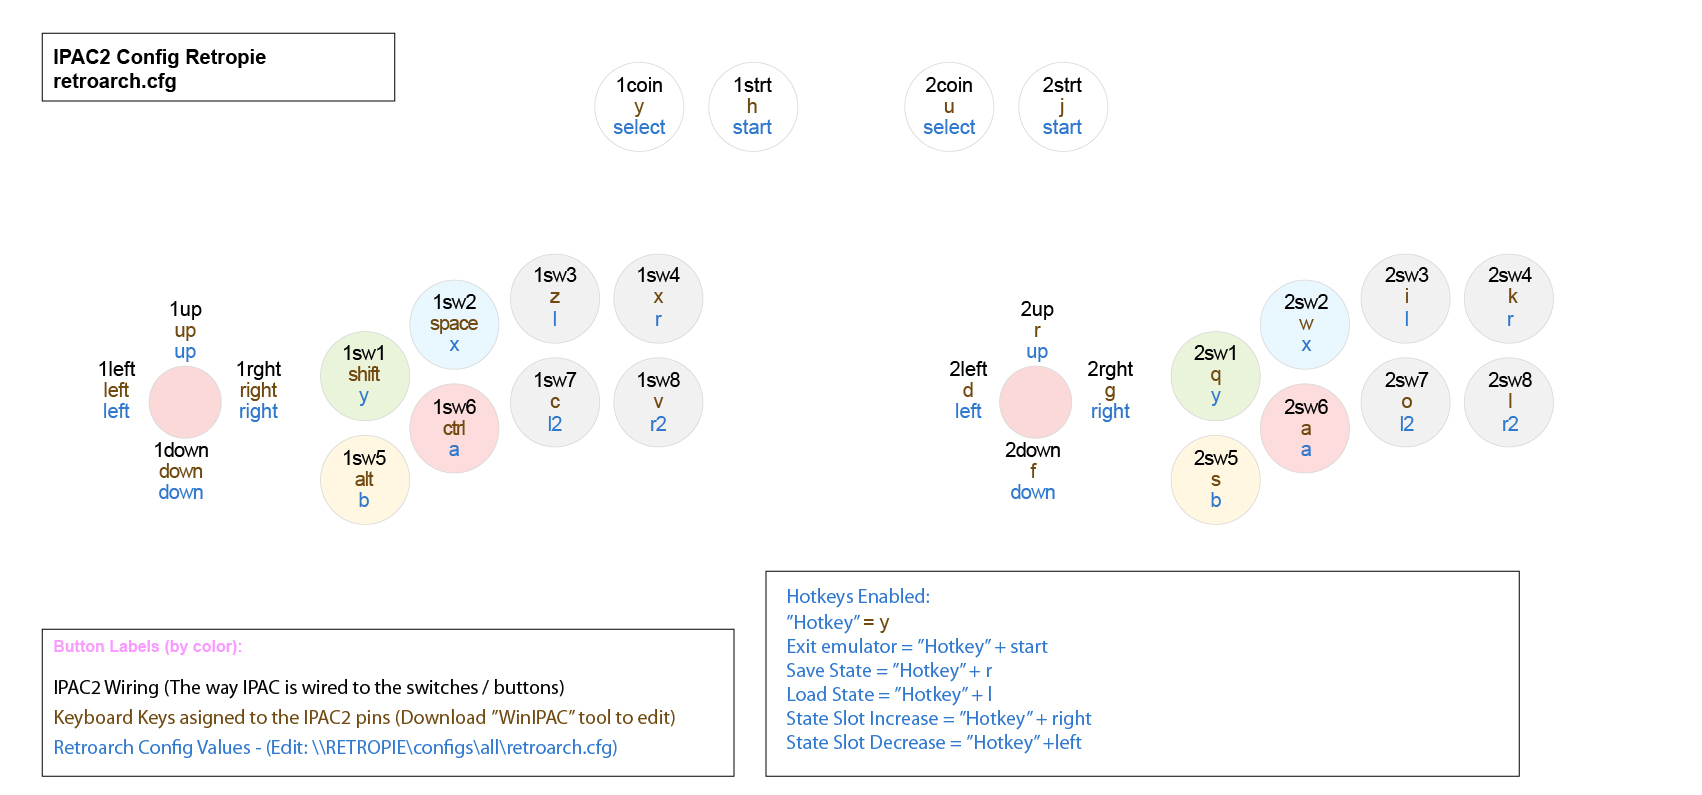 IPAC2 Config Retropie
retroarch.cfg
1coin
y
select
1strt
h
start
2coin
u
select
2strt
j
start
1up
up
up
1left
left
left
1rght
right
right
1down
down
down
1sw1
shift
y
1sw2
space
x
1sw3
z
l
1sw4
x
r
1sw5
alt
b
1sw6
ctrl
a
1sw7
c
l2
1sw8
v
r2
2up
r
up
2left
d
left
2rght
g
right
2down
f
down
2sw1
q
y
2sw2
w
x
2sw3
i
l
2sw4
k
r
2sw5
s
b
2sw6
a
a
2sw7
o
l2
2sw8
l
r2
Button Labels (by color):
IPAC2 Wiring (The way IPAC is wired to the switches / buttons)
Keyboard Keys asigned to the IPAC2 pins (Download ”WinIPAC” tool to edit)
Retroarch Config Values - (Edit: \\RETROPIE\configs\all\retroarch.cfg)
Hotkeys Enabled:
”Hotkey” = y
Exit emulator = ”Hotkey” + start
Save State = ”Hotkey” + r
Load State = ”Hotkey” + l
State Slot Increase = ”Hotkey” + right
State Slot Decrease = ”Hotkey” +left